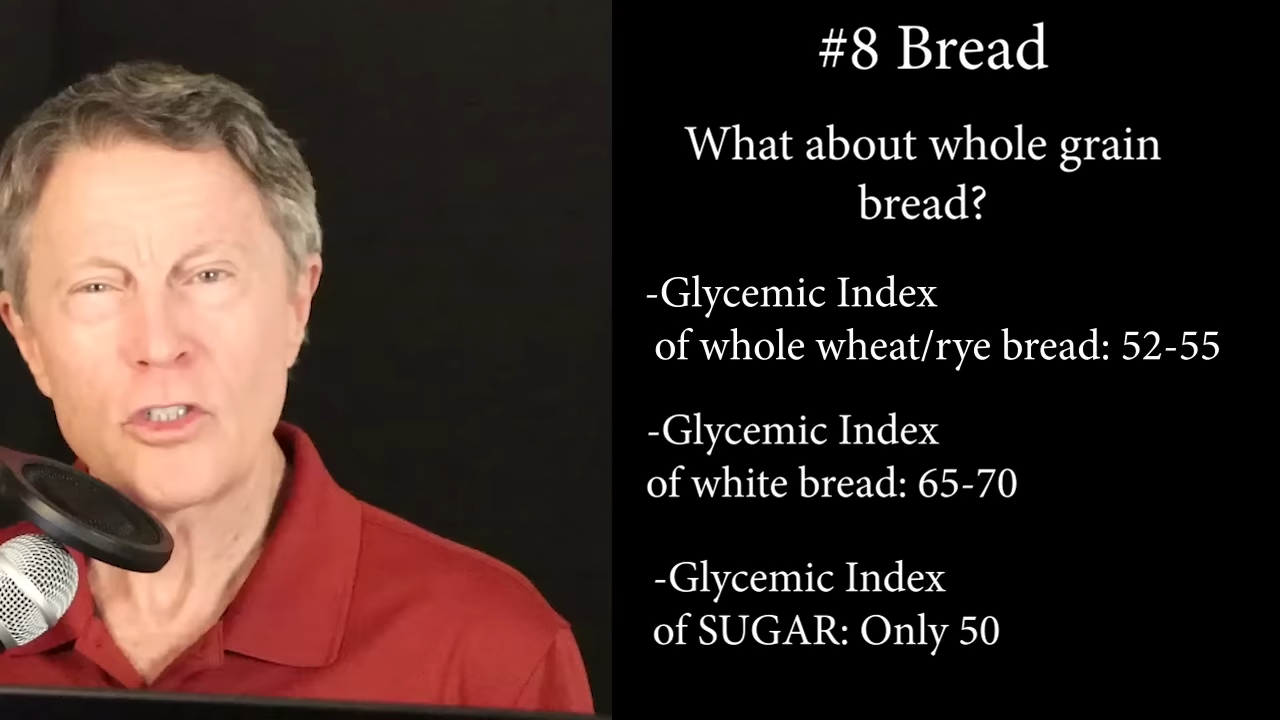 #8 Bread
What about whole grain
bread?
-Glycemic Index
of whole wheat/rye bread: 52-55
-Glycemic Index
of white bread: 65-70
-Glycemic Index
of SUGAR: Only 50